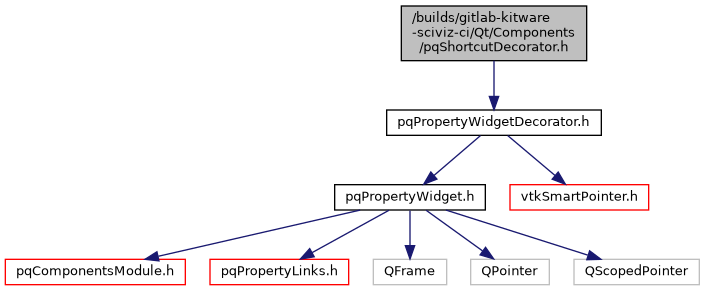 /builds/gitlab-kitware
-sciviz-ci/Qt/Components
/pqShortcutDecorator.h
pqPropertyWidgetDecorator.h
pqPropertyWidget.h
vtkSmartPointer.h
pqComponentsModule.h
pqPropertyLinks.h
QFrame
QPointer
QScopedPointer